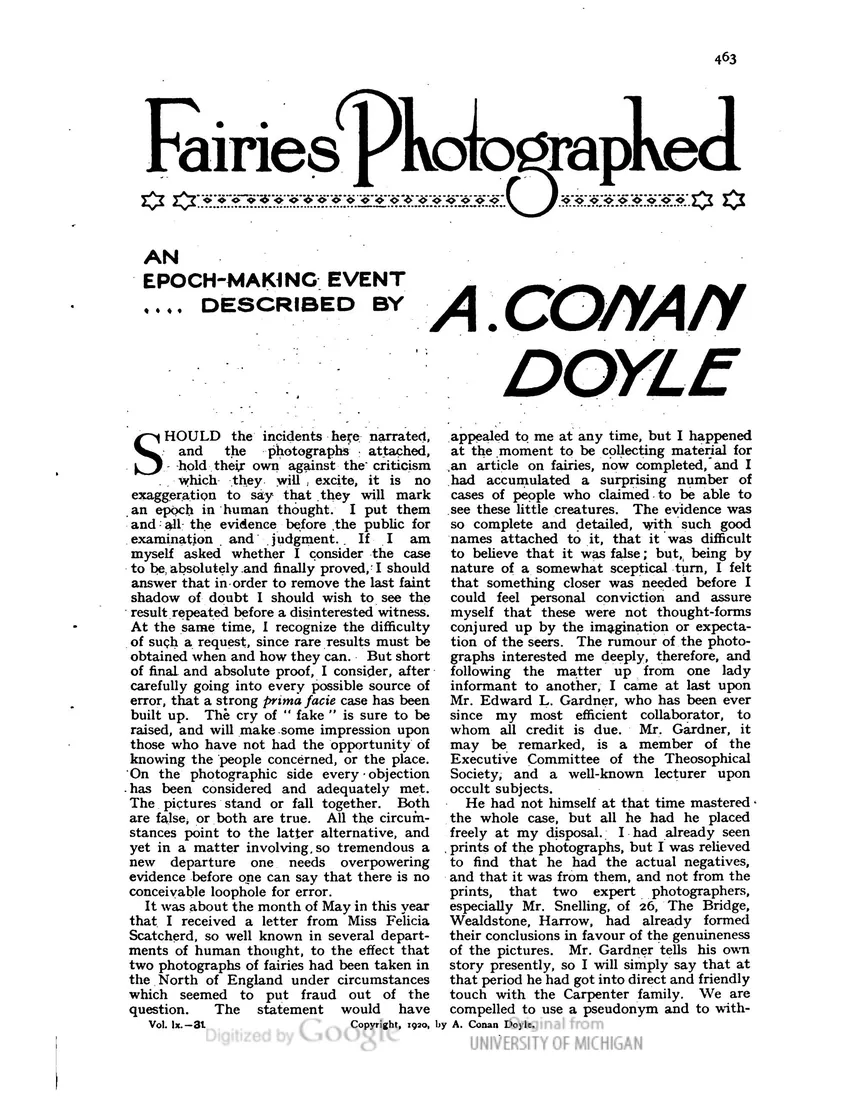 463
Fairies Photographed
AN
EPOCH-MAKING EVENT
.... DESCRIBED BY
A. CONAN
DOYLE
SHOULD the incidents here narrated,
and the photographs attached,
hold their own against the criticism
which they will excite, it is no
exaggeration to say that they will mark
an epoch in human thought. I put them
and all the evidence before the public for
examination and judgment. If I am
myself asked whether I consider the case
to be absolutely and finally proved, I should
answer that in order to remove the last faint
shadow of doubt I should wish to see the
result repeated before a disinterested witness.
At the same time, I recognize the difficulty
of such a request, since rare results must be
obtained when and how they can. But short
of final and absolute proof, I consider, after
carefully going into every possible source of
error, that a strong prima facie case has been
built up. The cry of " fake " is sure to be
raised, and will make some impression upon
those who have not had the opportunity of
knowing the people concerned, or the place.
On the photographic side every objection
has been considered and adequately met.
The pictures stand or fall together. Both
are false, or both are true. All the circum-
stances point to the latter alternative, and
yet in a matter involving so tremendous a
new departure one needs overpowering
evidence before one can say that there is no
conceivable loophole for error.
It was about the month of May in this year
that I received a letter from Miss Felicia
Scatcherd, so well known in several depart-
ments of human thought, to the effect that
two photographs of fairies had been taken in
the North of England under circumstances
which seemed to put fraud out of the
question. The statement would have
appealed to me at any time, but I happened
at the moment to be collecting material for
an article on fairies, now completed, and I
had accumulated a surprising number of
cases of people who claimed to be able to
see these little creatures. The evidence was
so complete and detailed, with such good
names attached to it, that it was difficult
to believe that it was false; but, being by
nature of a somewhat sceptical turn, I felt
that something closer was needed before I
could feel personal conviction and assure
myself that these were not thought-forms
conjured up by the imagination or expecta-
tion of the seers. The rumour of the photo-
graphs interested me deeply, therefore, and
following the matter up from one lady
informant to another, I came at last upon
Mr. Edward L. Gardner, who has been ever
since my most efficient collaborator, to
whom all credit is due. Mr. Gardner, it
may be remarked, is a member of the
Executive Committee of the Theosophical
Society, and a well-known lecturer upon
occult subjects.
He had not himself at that time mastered
the whole case, but all he had he placed
freely at my disposal. I had already seen
prints of the photographs, but I was relieved
to find that he had the actual negatives,
and that it was from them, and not from the
prints, that two expert photographers,
especially Mr. Snelling, of 26, The Bridge,
Wealdstone, Harrow, had already formed
their conclusions in favour of the genuineness
of the pictures. Mr. Gardner tells his own
story presently, so I will simply say that at
that period he had got into direct and friendly
touch with the Carpenter family. We are
compelled to use a pseudonym and to with-
Vol. lx.—31
Copyright, 1920, by A. Conan Doyle.
Digitized by Google
Original from
UNIVERSITY OF MICHIGAN